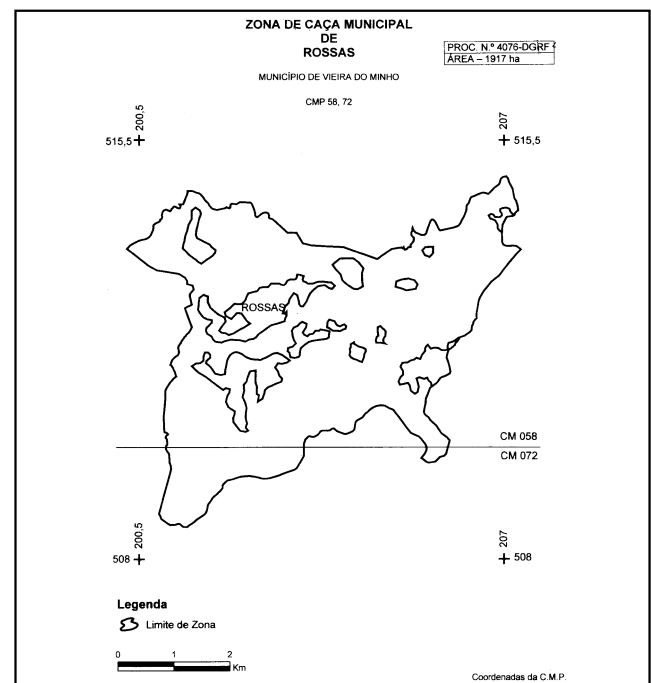 ZONA DE CAÇA MUNICIPAL
DE
ROSSAS
PROC. N.º 4076-DGRF
ÁREA – 1917 ha
MUNICÍPIO DE VIEIRA DO MINHO
CMP 58, 72
200,5
207
515,5
515,5
ROSSAS
CM 058
CM 072
200,5
207
508
508
Legenda
Limite de Zona
0 1 2
Km
Coordenadas da C.M.P.